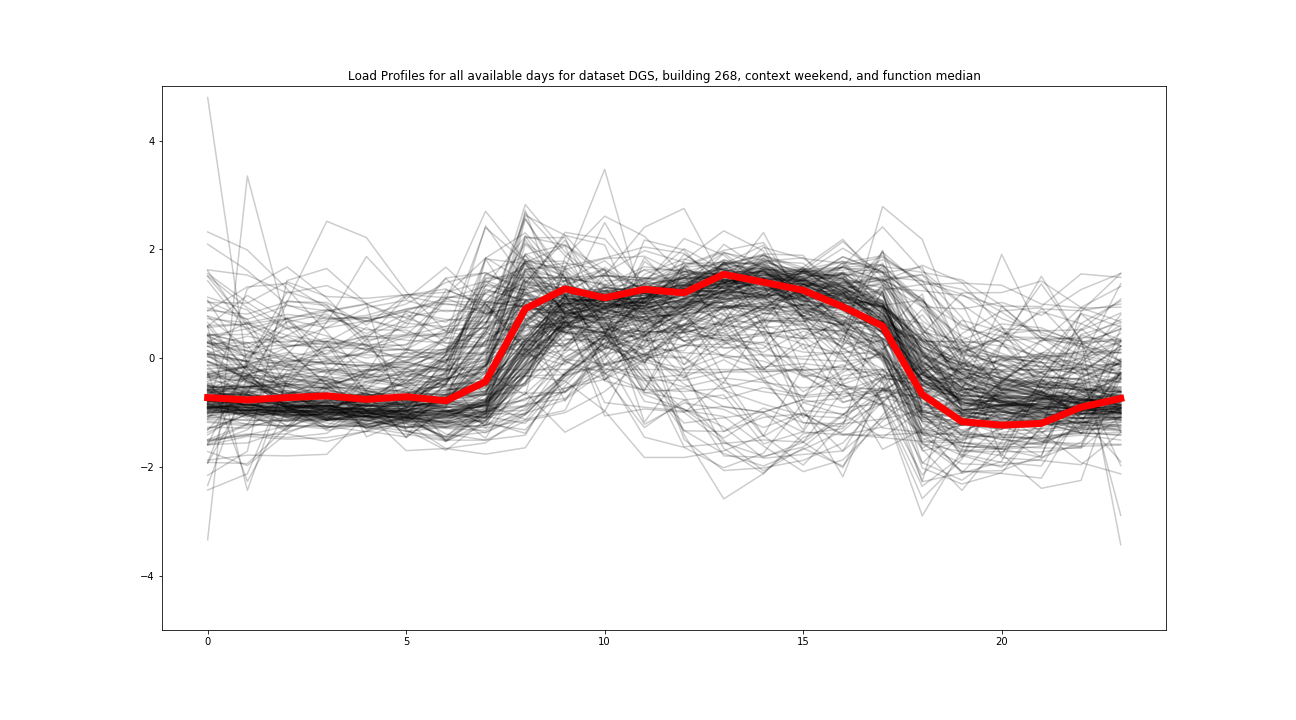 Load Profiles for all available days for dataset DGS, building 268, context weekend, and function median
4
2
0
−2
−4
0 5 10 15 20